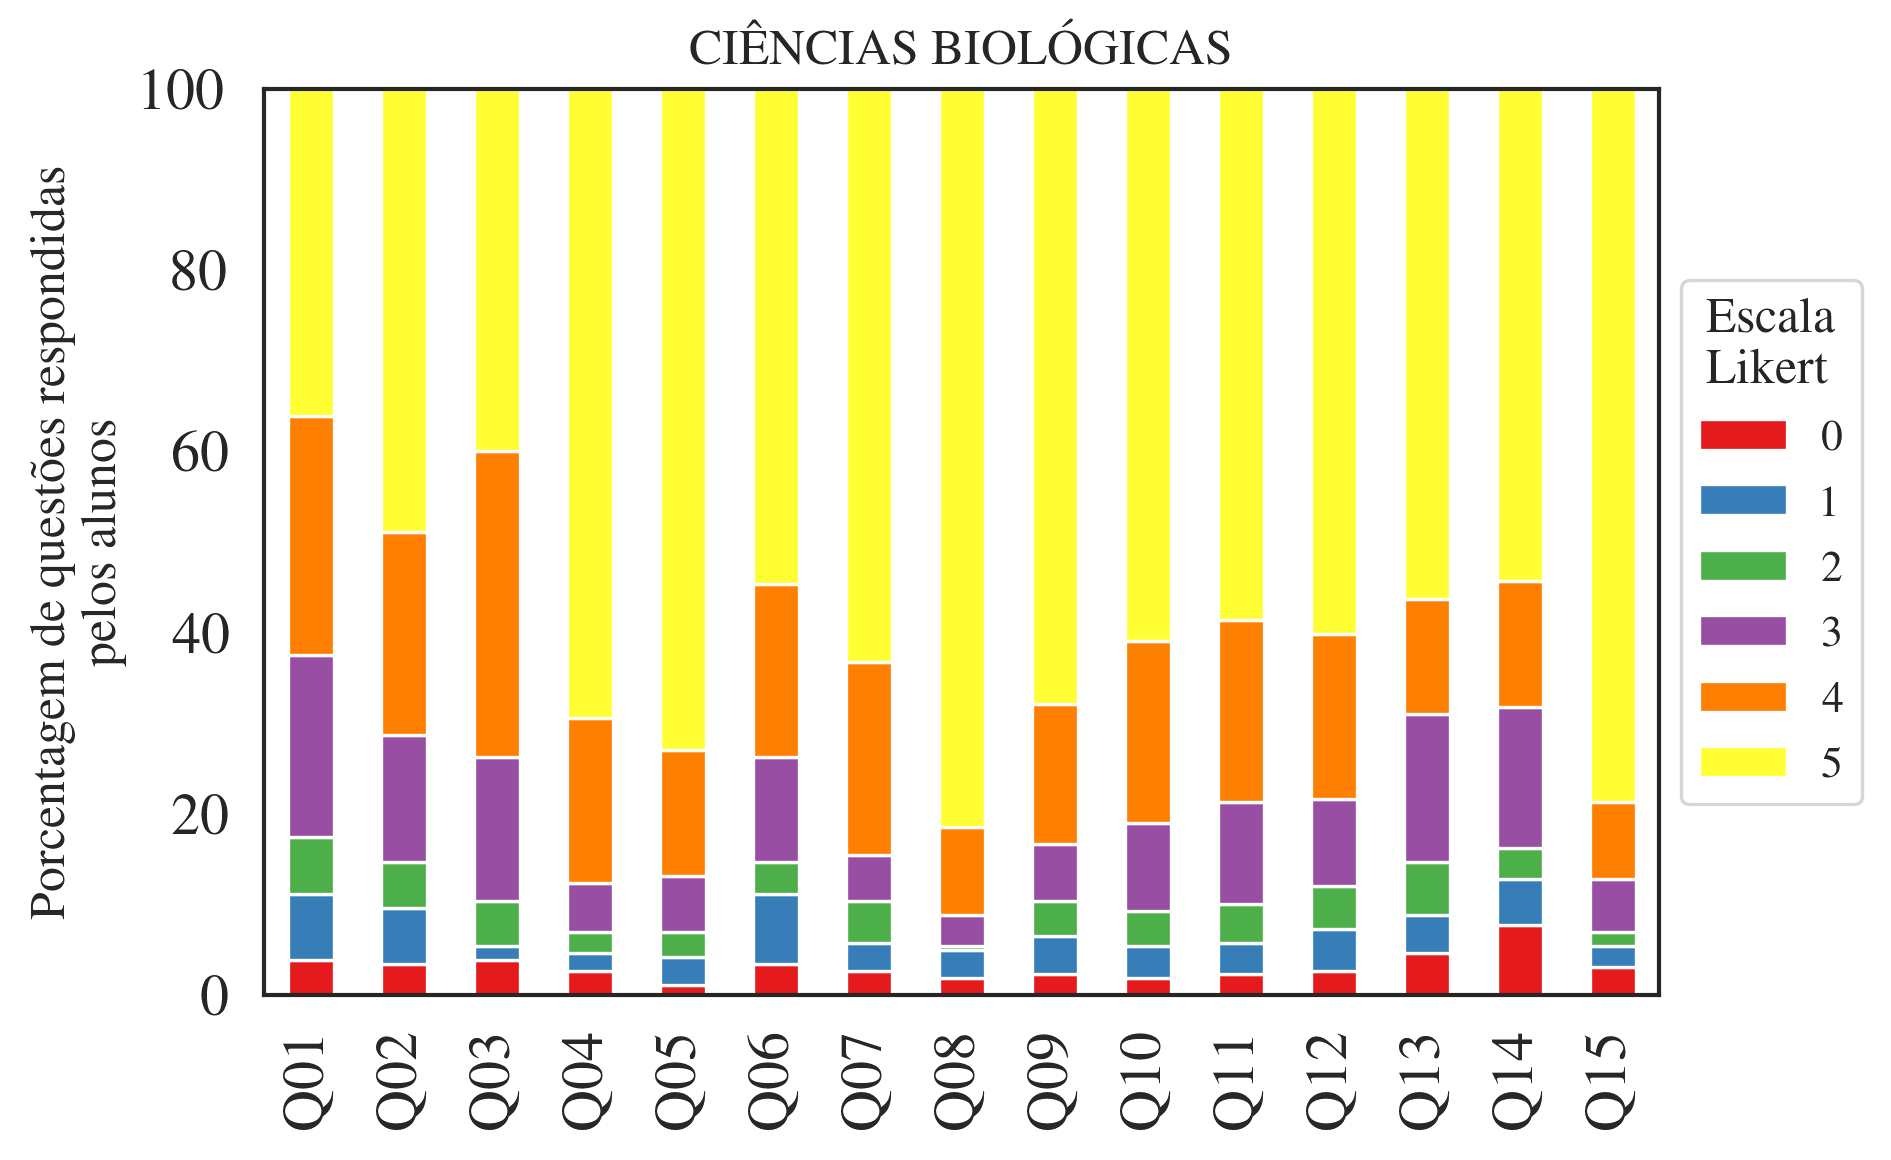 CIÊNCIAS BIOLÓGICAS
Porcentagem de questões respondidas
pelos alunos
100
80
60
40
20
0
Q01
Q02
Q03
Q04
Q05
Q06
Q07
Q08
Q09
Q10
Q11
Q12
Q13
Q14
Q15
Escala
Likert
0
1
2
3
4
5